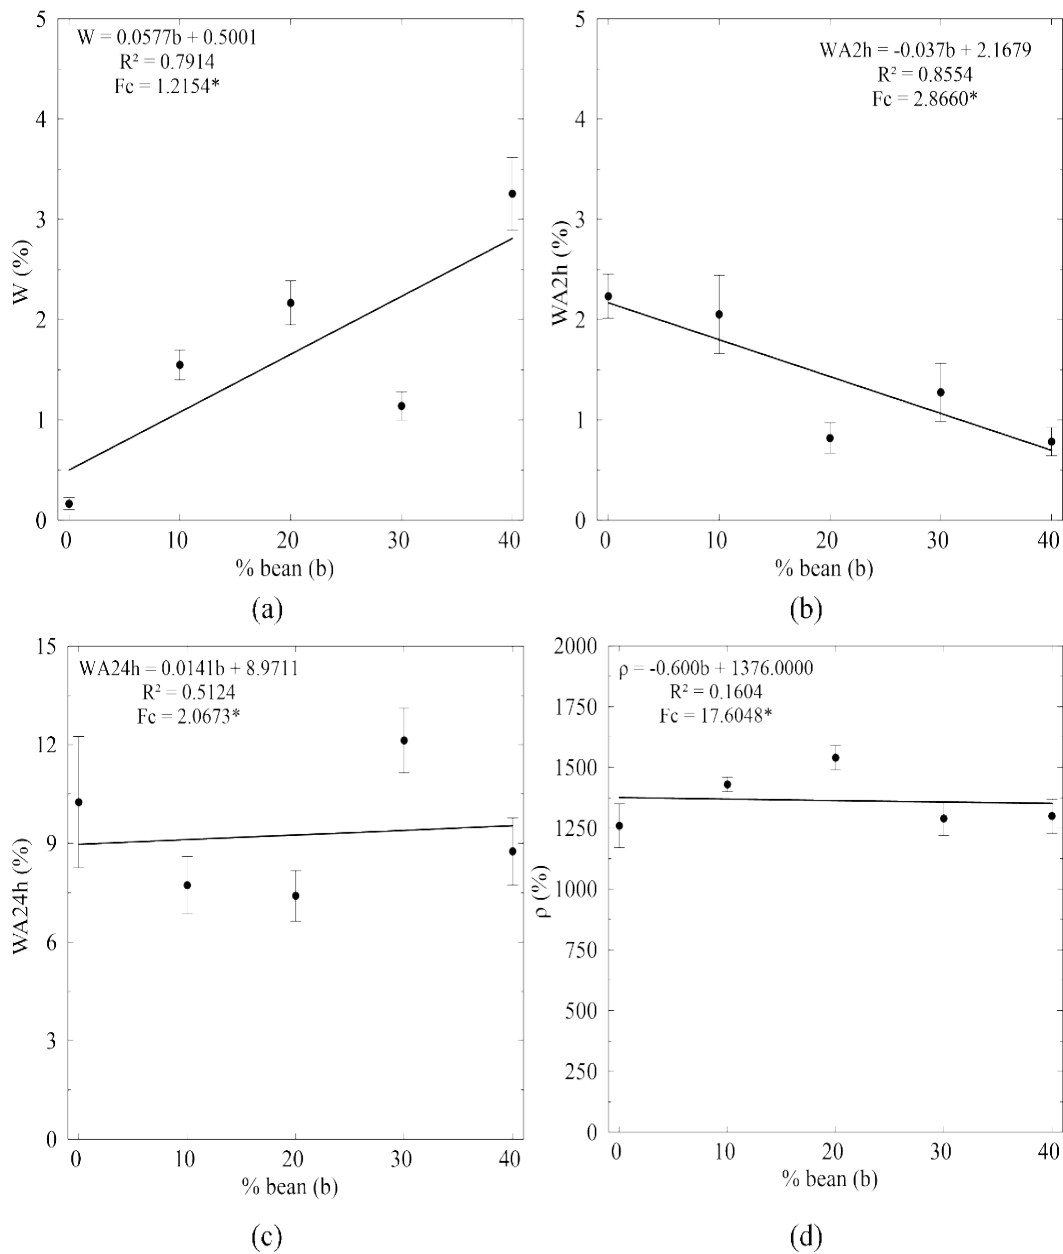 W = 0.0577b + 0.5001
R² = 0.7914
Fc = 1.2154*
5
4
3
2
1
0
W (%)
0 10 20 30 40
% bean (b)
(a)
WA2h = -0.037b + 2.1679
R² = 0.8554
Fc = 2.8660*
5
4
3
2
1
0
WA2h (%)
0 10 20 30 40
% bean (b)
(b)
WA24h = 0.0141b + 8.9711
R² = 0.5124
Fc = 2.0673*
15
12
9
6
3
0
WA24h (%)
0 10 20 30 40
% bean (b)
(c)
ρ = -0.600b + 1376.0000
R² = 0.1604
Fc = 17.6048*
2000
1750
1500
1250
1000
750
500
250
0
ρ (%)
0 10 20 30 40
% bean (b)
(d)